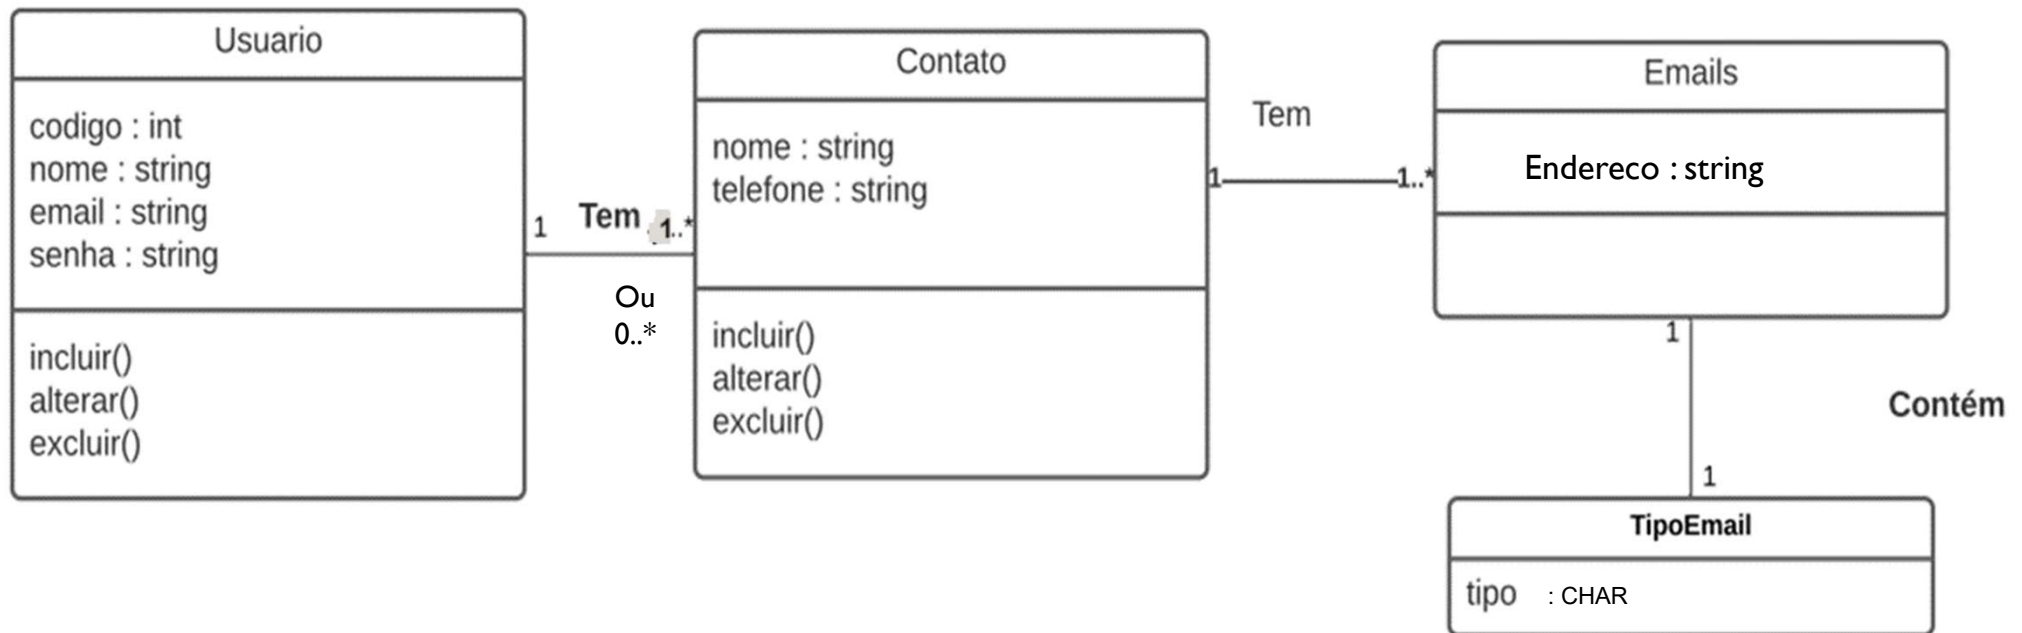 Usuario
codigo : int
nome : string
email : string
senha : string
incluir()
alterar()
excluir()
1
Tem
1..*
Ou
0..*
Contato
nome : string
telefone : string
incluir()
alterar()
excluir()
Tem
1
1..*
Emails
Endereco : string
1
Contém
1
TipoEmail
tipo : CHAR